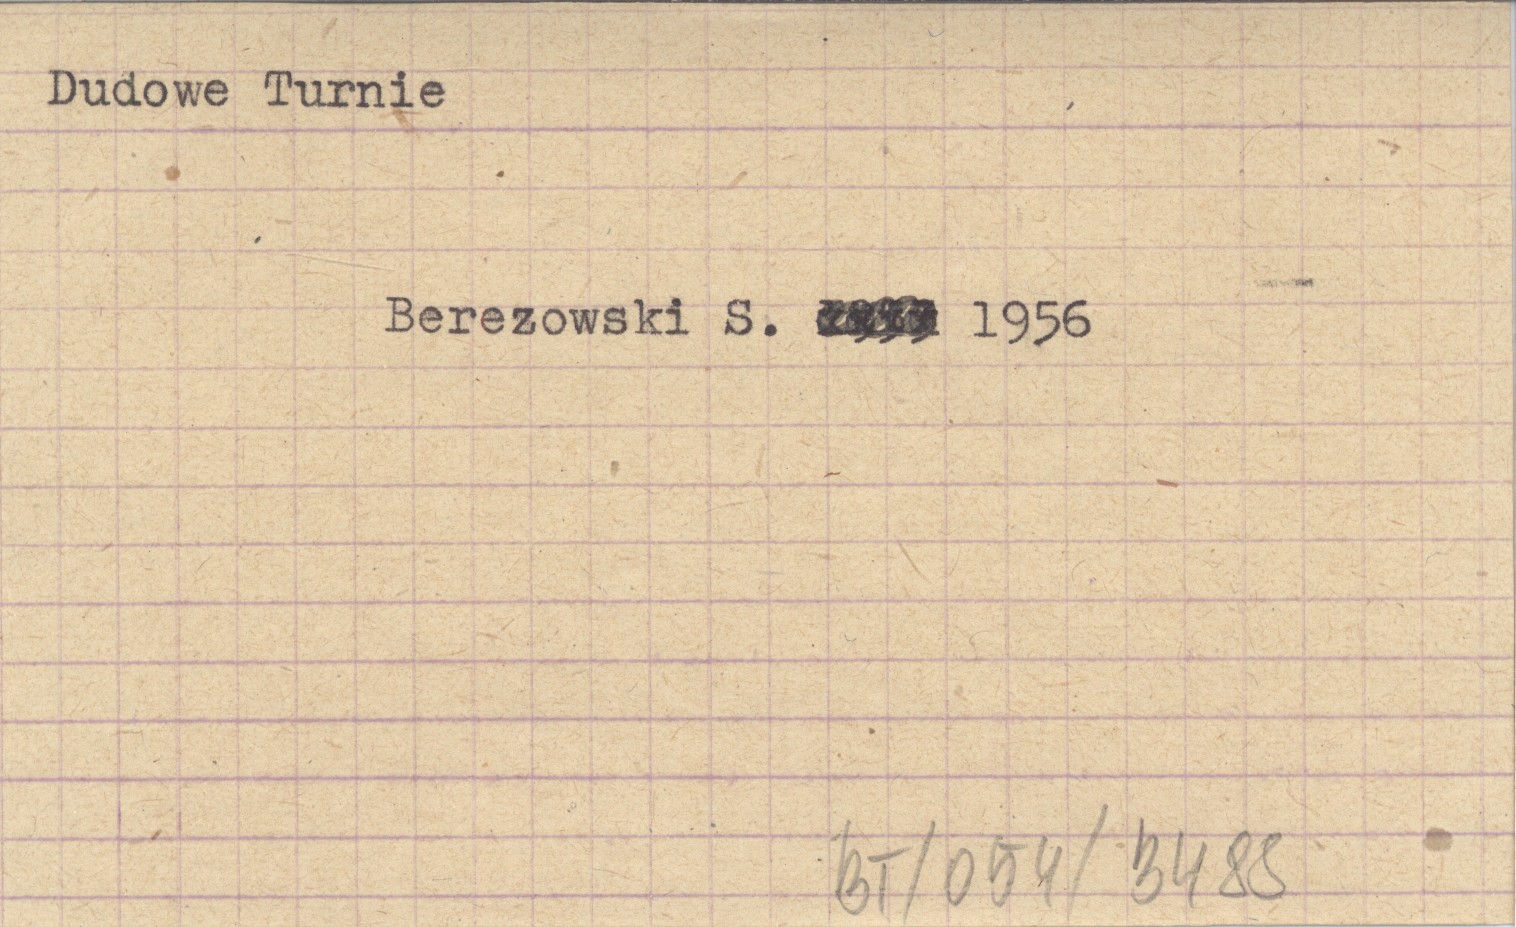 Dudowe Turnie
Berezowski S. 1956
BT/054/3488